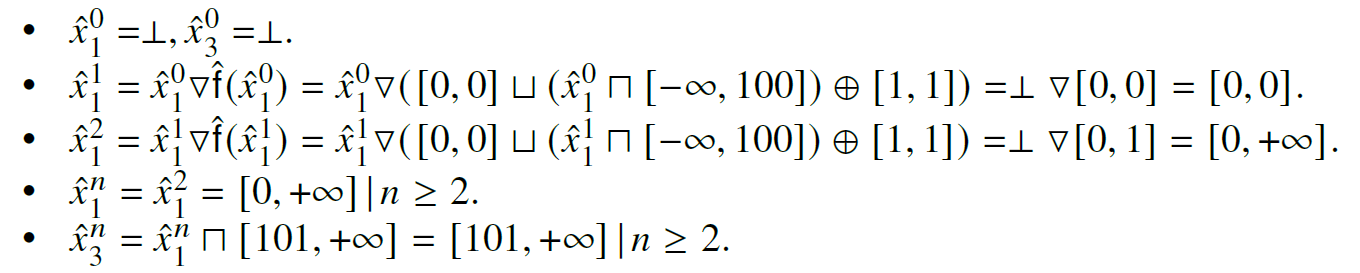 • x̂₁⁰ =⊥, x̂₃⁰ =⊥.
• x̂₁¹ = x̂₁⁰▽f̂(x̂₁⁰) = x̂₁⁰▽([0, 0] ⊔ (x̂₁⁰ ⊓ [−∞, 100]) ⊕ [1, 1]) =⊥ ▽[0, 0] = [0, 0].
• x̂₁² = x̂₁¹▽f̂(x̂₁¹) = x̂₁¹▽([0, 0] ⊔ (x̂₁¹ ⊓ [−∞, 100]) ⊕ [1, 1]) =⊥ ▽[0, 1] = [0, +∞].
• x̂₁ⁿ = x̂₁² = [0, +∞] | n ≥ 2.
• x̂₃ⁿ = x̂₁ⁿ ⊓ [101, +∞] = [101, +∞] | n ≥ 2.